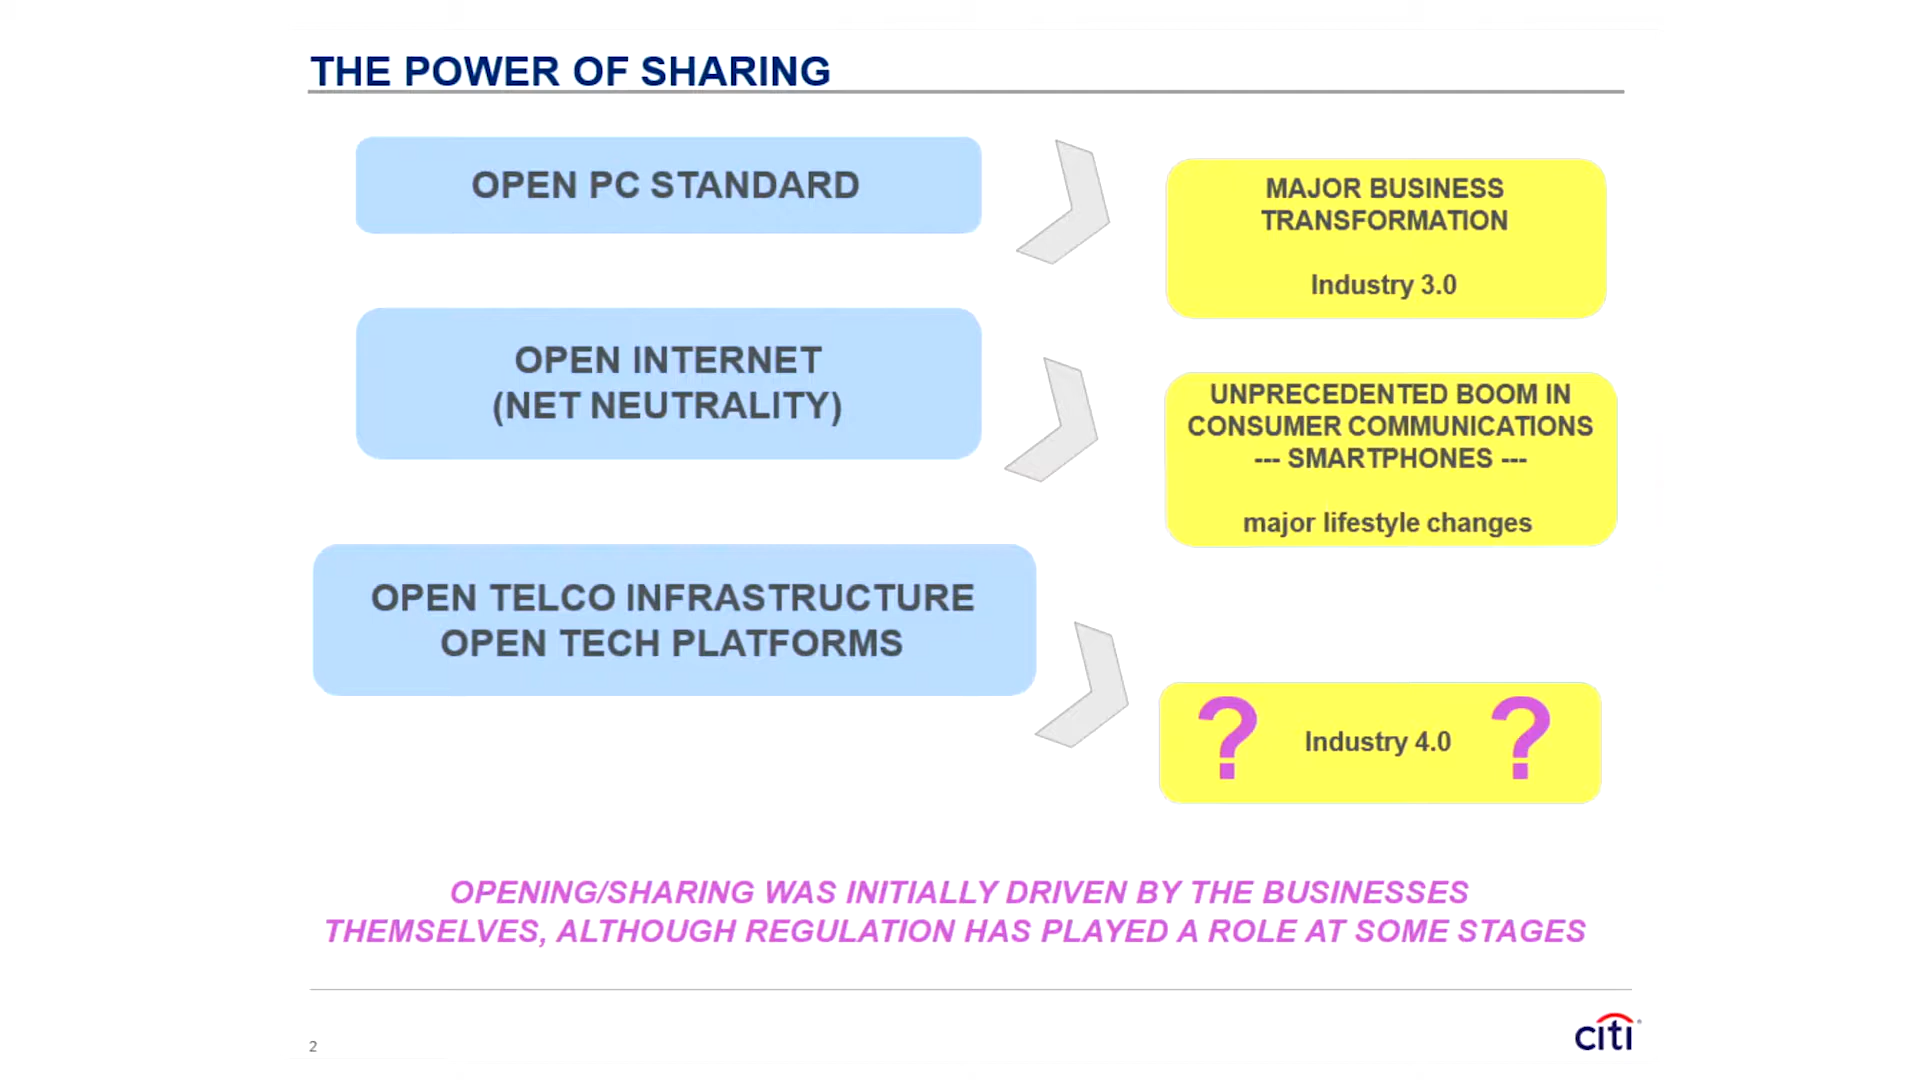 THE POWER OF SHARING
OPEN PC STANDARD
MAJOR BUSINESS
TRANSFORMATION
Industry 3.0
OPEN INTERNET
(NET NEUTRALITY)
UNPRECEDENTED BOOM IN
CONSUMER COMMUNICATIONS
--- SMARTPHONES ---
major lifestyle changes
OPEN TELCO INFRASTRUCTURE
OPEN TECH PLATFORMS
? Industry 4.0 ?
OPENING/SHARING WAS INITIALLY DRIVEN BY THE BUSINESSES
THEMSELVES, ALTHOUGH REGULATION HAS PLAYED A ROLE AT SOME STAGES
2
citi